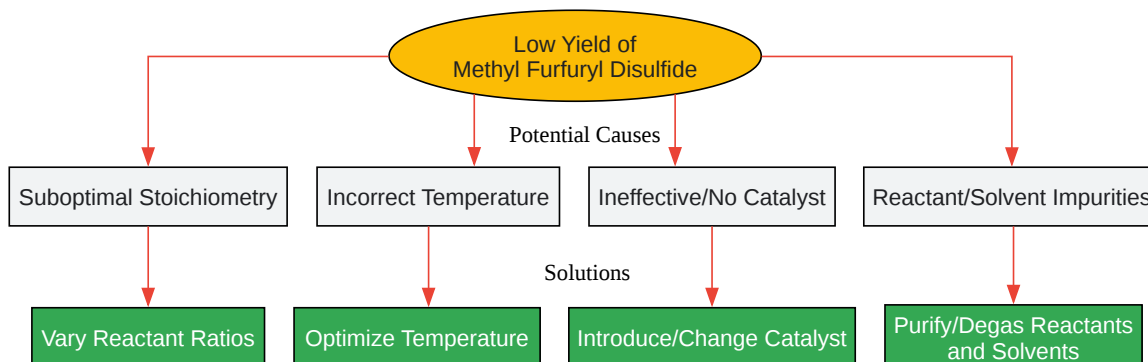 Low Yield of
Methyl Furfuryl Disulfide
Potential Causes
Suboptimal Stoichiometry
Incorrect Temperature
Ineffective/No Catalyst
Reactant/Solvent Impurities
Solutions
Vary Reactant Ratios
Optimize Temperature
Introduce/Change Catalyst
Purify/Degas Reactants
and Solvents